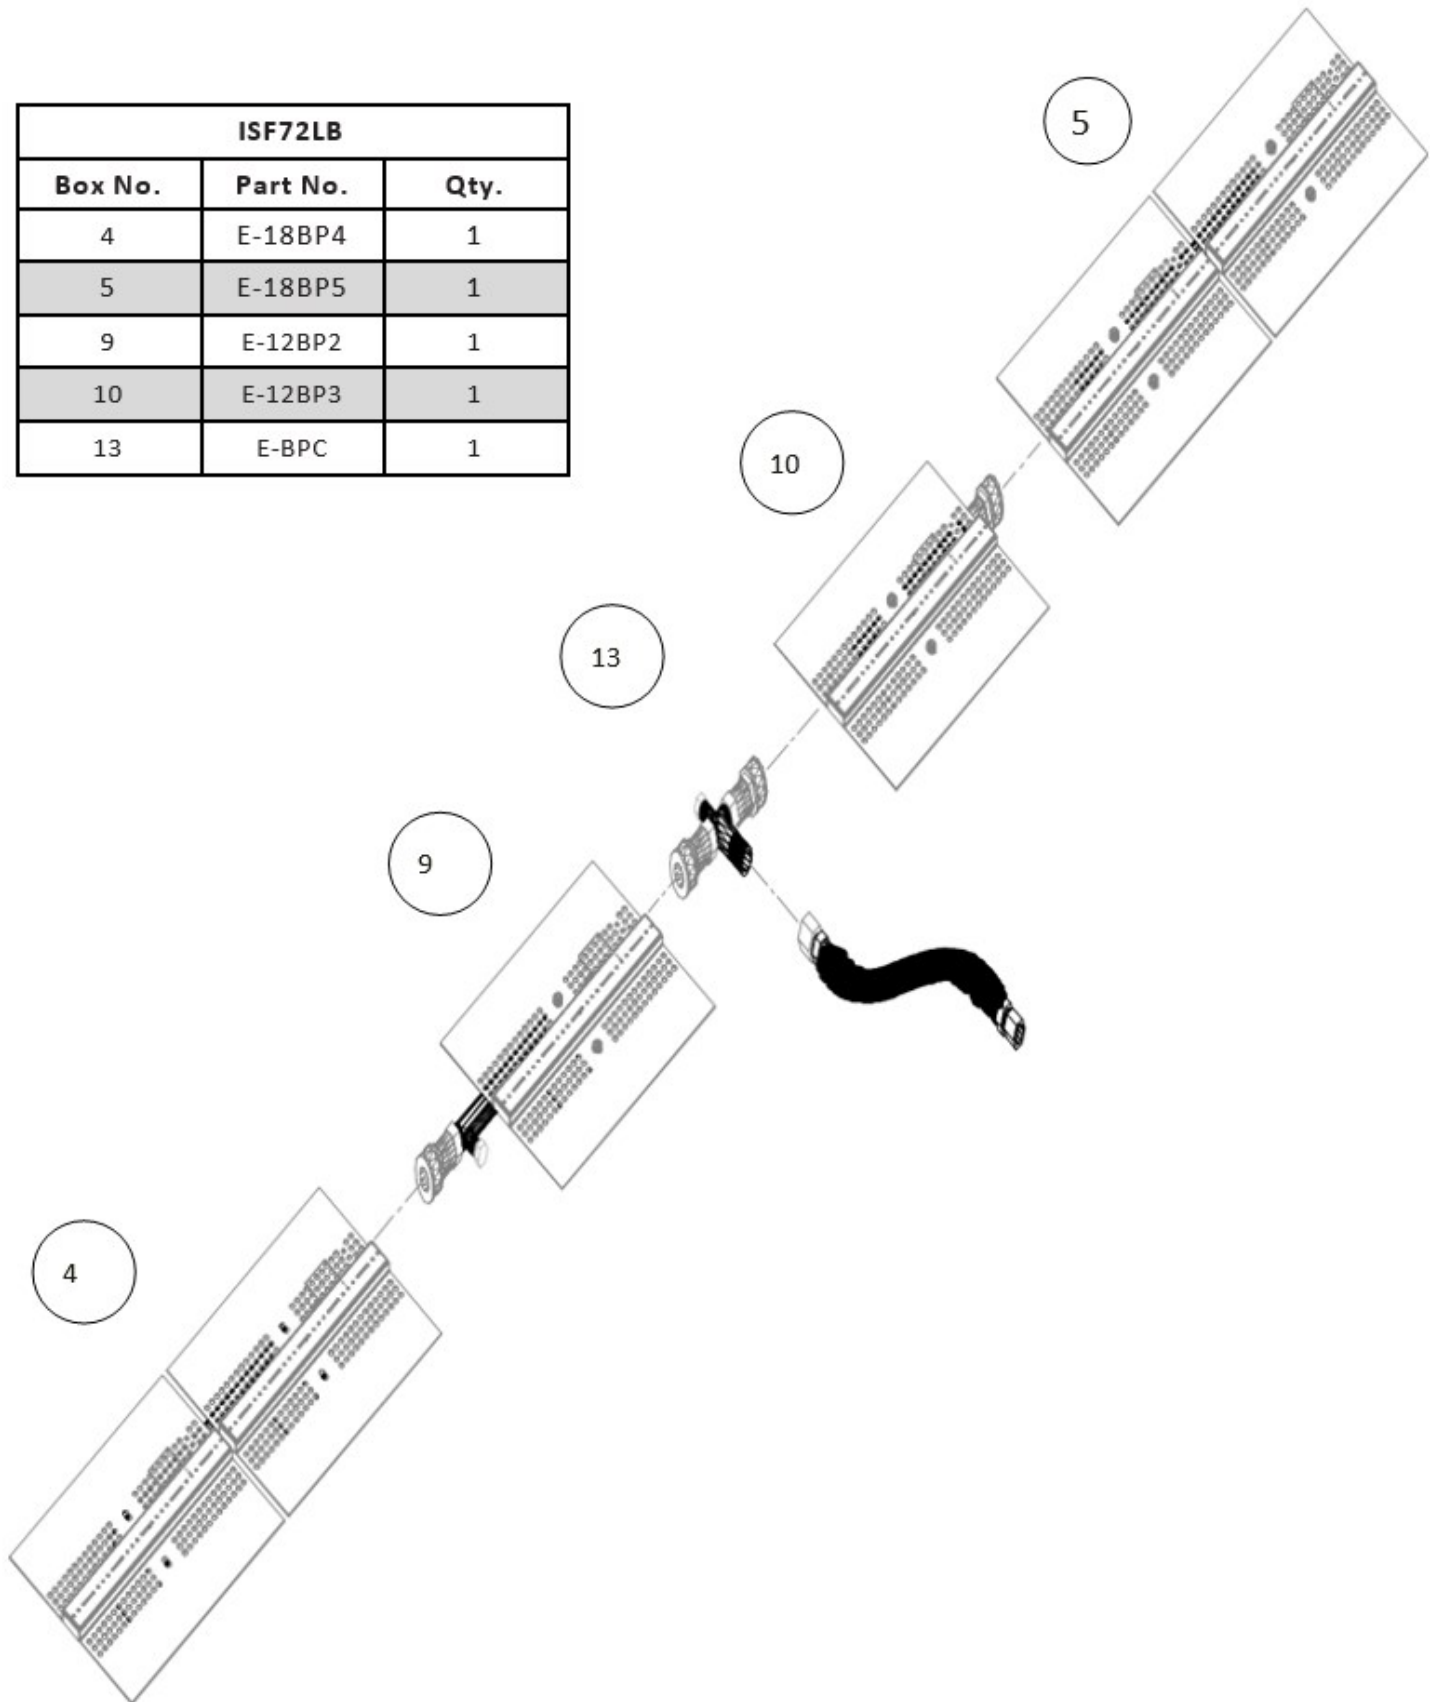 ISF72LB
Box No. Part No. Qty.
4 E-18BP4 1
5 E-18BP5 1
9 E-12BP2 1
10 E-12BP3 1
13 E-BPC 1
5
10
13
9
4